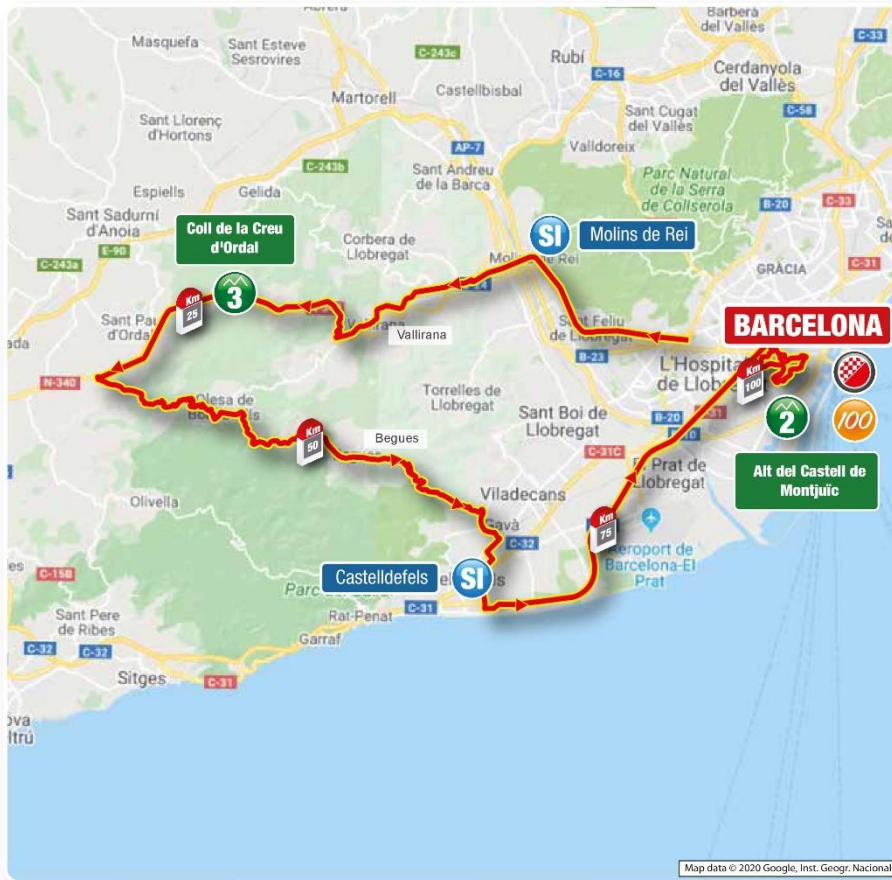 Abrera
Barberà
del Vallès
C-33
Masquefa
Sant Esteve
Sesrovires
C-243c
Rubí
C-16
Cerdanyola
del Vallès
Castellbisbal
Martorell
Sant Llorenç
d'Hortons
Sant Cugat
del Vallès
C-58
AP-7
Valldoreix
C-243b
Sant Andreu
de la Barca
Parc Natural
de la Serra
de Collserola
Espiells
Gelida
B-20
C-33
Sant Sadurní
d'Anoia
E-90
Coll de la Creu
d'Ordal
Corbera de
Llobregat
SI
Molins de Rei
C-243a
GRÀCIA
C-31
3
Km
25
Sant Pau
d'Ordal
Vallirana
Sant Feliu
de Llobregat
BARCELONA
B-23
L'Hospitalet
de Llobregat
Km
100
N-340
Torrelles de
Llobregat
B-20
C-31
2
100
Sant Boi de
Llobregat
Begues
Km
50
C-31C
El Prat de
Llobregat
Alt del Castell de
Montjuïc
Olivella
Viladecans
Gavà
Km
75
C-32
Aeroport de
Barcelona-El
Prat
Castelldefels
SI
C-15B
C-31
Rat-Penat
Sant Pere
de Ribes
Garraf
C-32
C-32
Sitges
C-31
Map data © 2020 Google, Inst. Geogr. Nacional